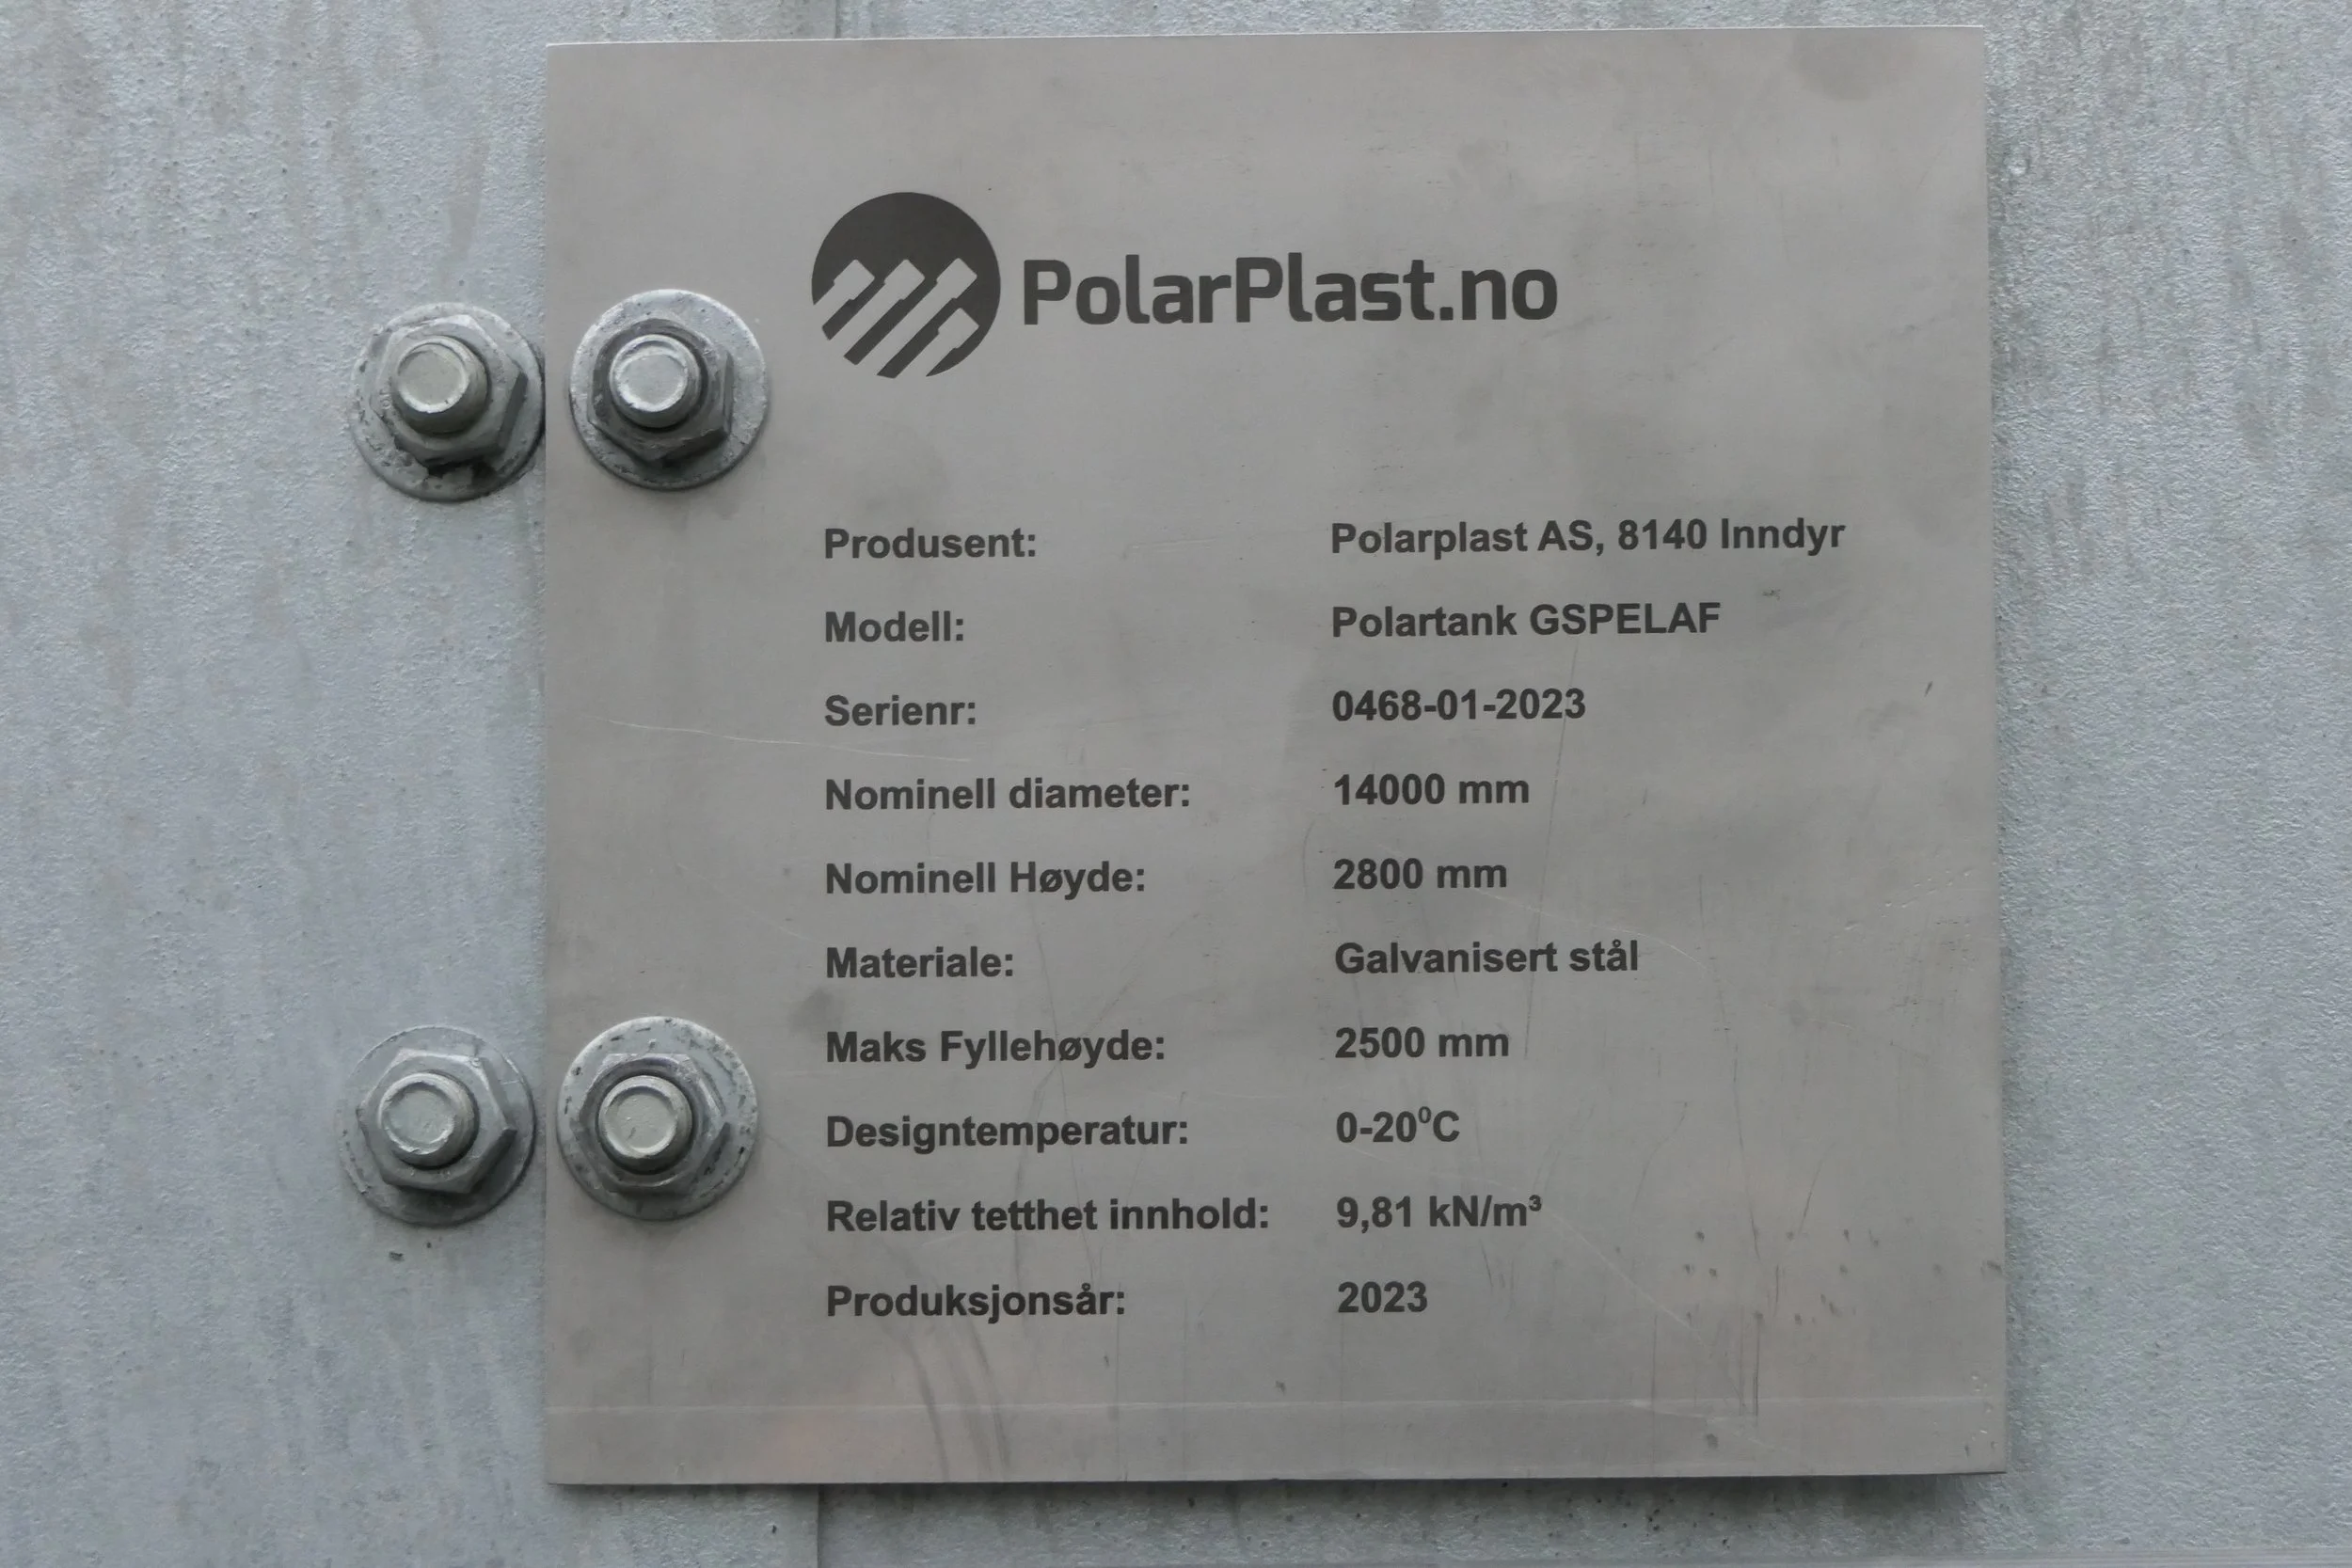 PolarPlast.no
Produsent: Polarplast AS, 8140 Inndyr
Modell: Polartank GSPELAF
Serienr: 0468-01-2023
Nominell diameter: 14000 mm
Nominell Høyde: 2800 mm
Materiale: Galvanisert stål
Maks Fyllehøyde: 2500 mm
Designtemperatur: 0-20⁰C
Relativ tetthet innhold: 9,81 kN/m³
Produksjonsår: 2023